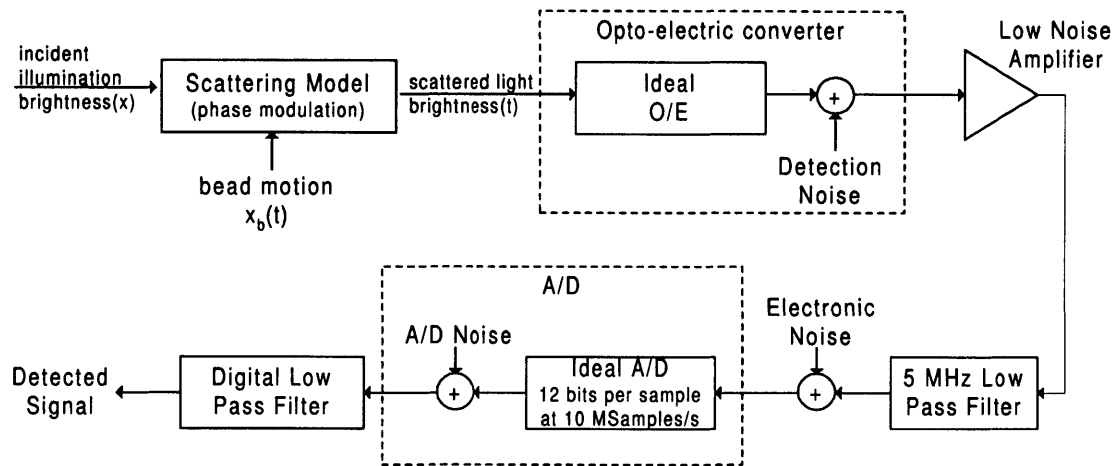 incident
illumination
brightness(x)
Scattering Model
(phase modulation)
bead motion
x_b(t)
scattered light
brightness(t)
Opto-electric converter
Ideal
O/E
+
Detection
Noise
Low Noise
Amplifier
5 MHz Low
Pass Filter
Electronic
Noise
+
A/D
Ideal A/D
12 bits per sample
at 10 MSamples/s
A/D Noise
+
Digital Low
Pass Filter
Detected
Signal